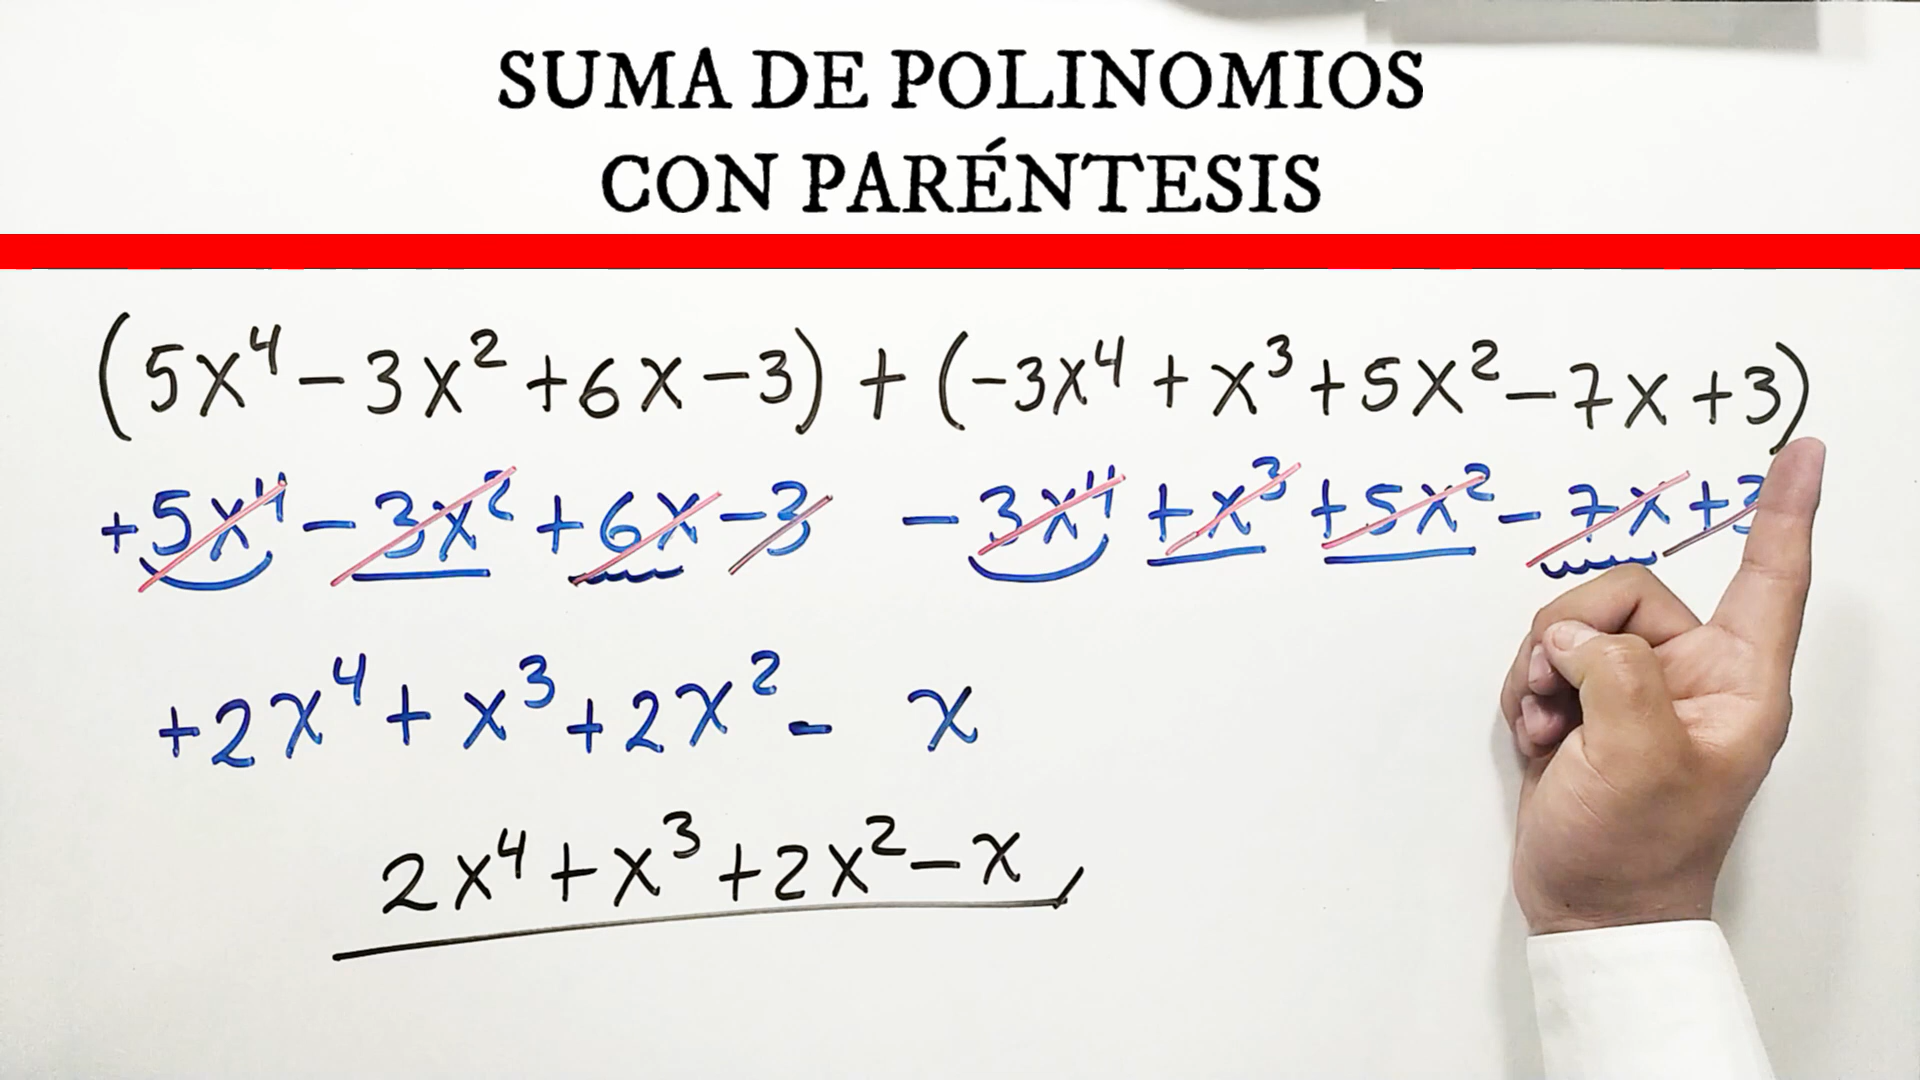 SUMA DE POLINOMIOS
CON PARÉNTESIS
(5x⁴ - 3x² + 6x - 3) + (-3x⁴ + x³ + 5x² - 7x + 3)
+5x⁴ - 3x² + 6x - 3 - 3x⁴ + x³ + 5x² - 7x + 3
+2x⁴ + x³ + 2x² - x
2x⁴ + x³ + 2x² - x